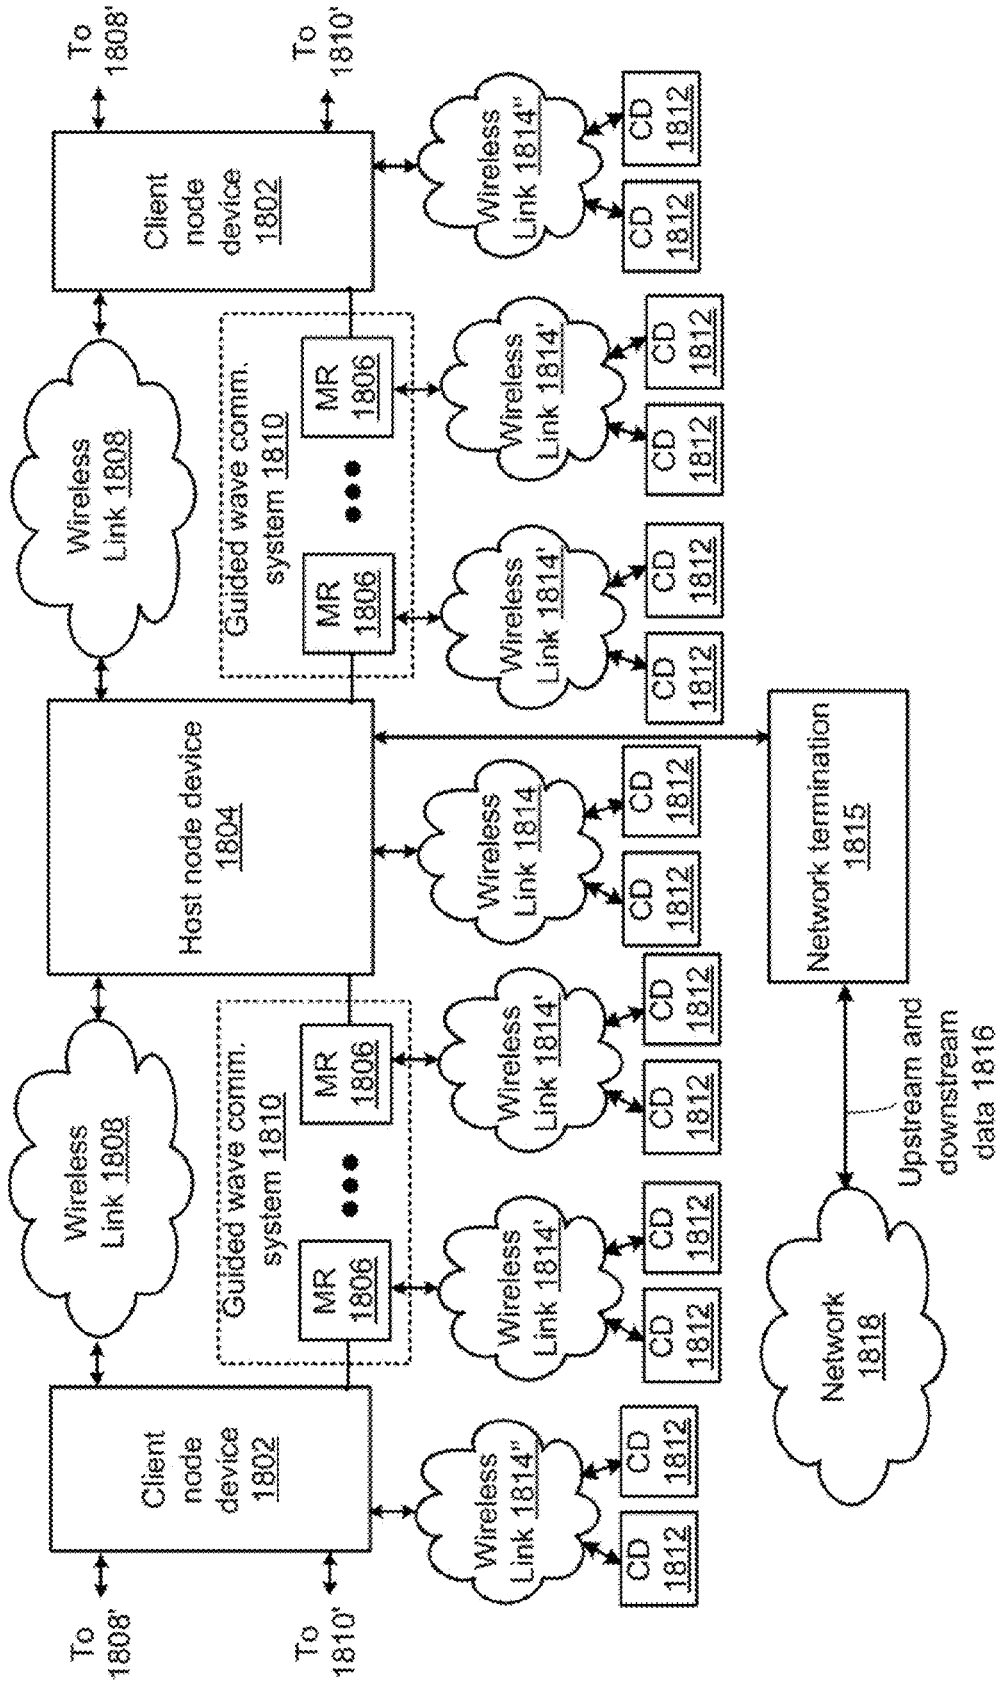 To
1808'
Wireless
Link 1808
Wireless
Link 1808
To
1808'
Client
node
device
1802
Host node device
1804
Client
node
device
1802
Guided wave comm.
system 1810
Guided wave comm.
system 1810
To
1810'
MR
1806
MR
1806
MR
1806
MR
1806
To
1810'
Wireless
Link 1814"
Wireless
Link 1814'
Wireless
Link 1814'
Wireless
Link 1814
Wireless
Link 1814'
Wireless
Link 1814'
Wireless
Link 1814"
CD
1812
CD
1812
CD
1812
CD
1812
CD
1812
CD
1812
CD
1812
CD
1812
CD
1812
CD
1812
CD
1812
CD
1812
CD
1812
CD
1812
Network
1818
Upstream and
downstream
data 1816
Network termination
1815